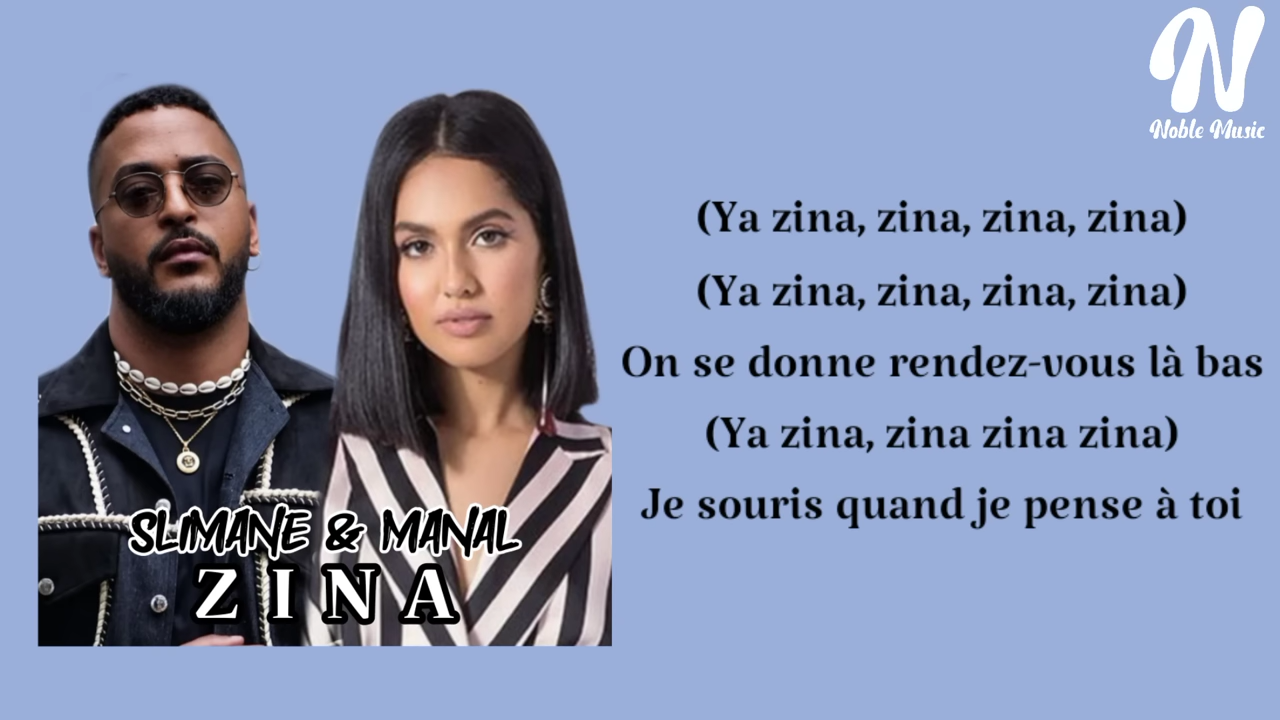 N
Noble Music
(Ya zina, zina, zina, zina)
(Ya zina, zina, zina, zina)
On se donne rendez-vous là bas
(Ya zina, zina zina zina)
Je souris quand je pense à toi
SLIMANE & MANAL
ZINA